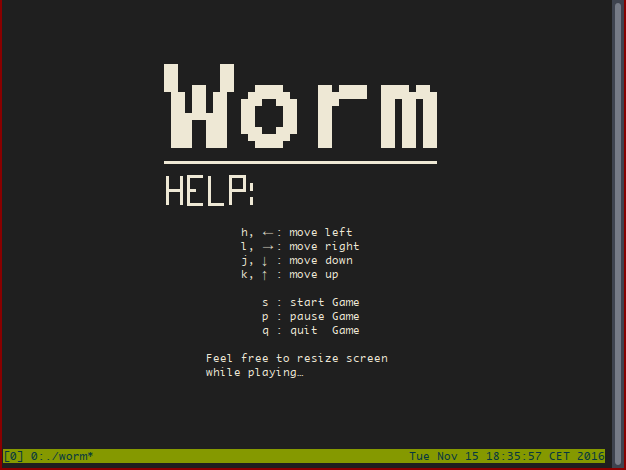 Worm
HELP:
h, ←: move left
l, →: move right
j, ↓ : move down
k, ↑ : move up
s : start Game
p : pause Game
q : quit  Game
Feel free to resize screen
while playing…
[0] 0:./worm* Tue Nov 15 18:35:57 CET 2016